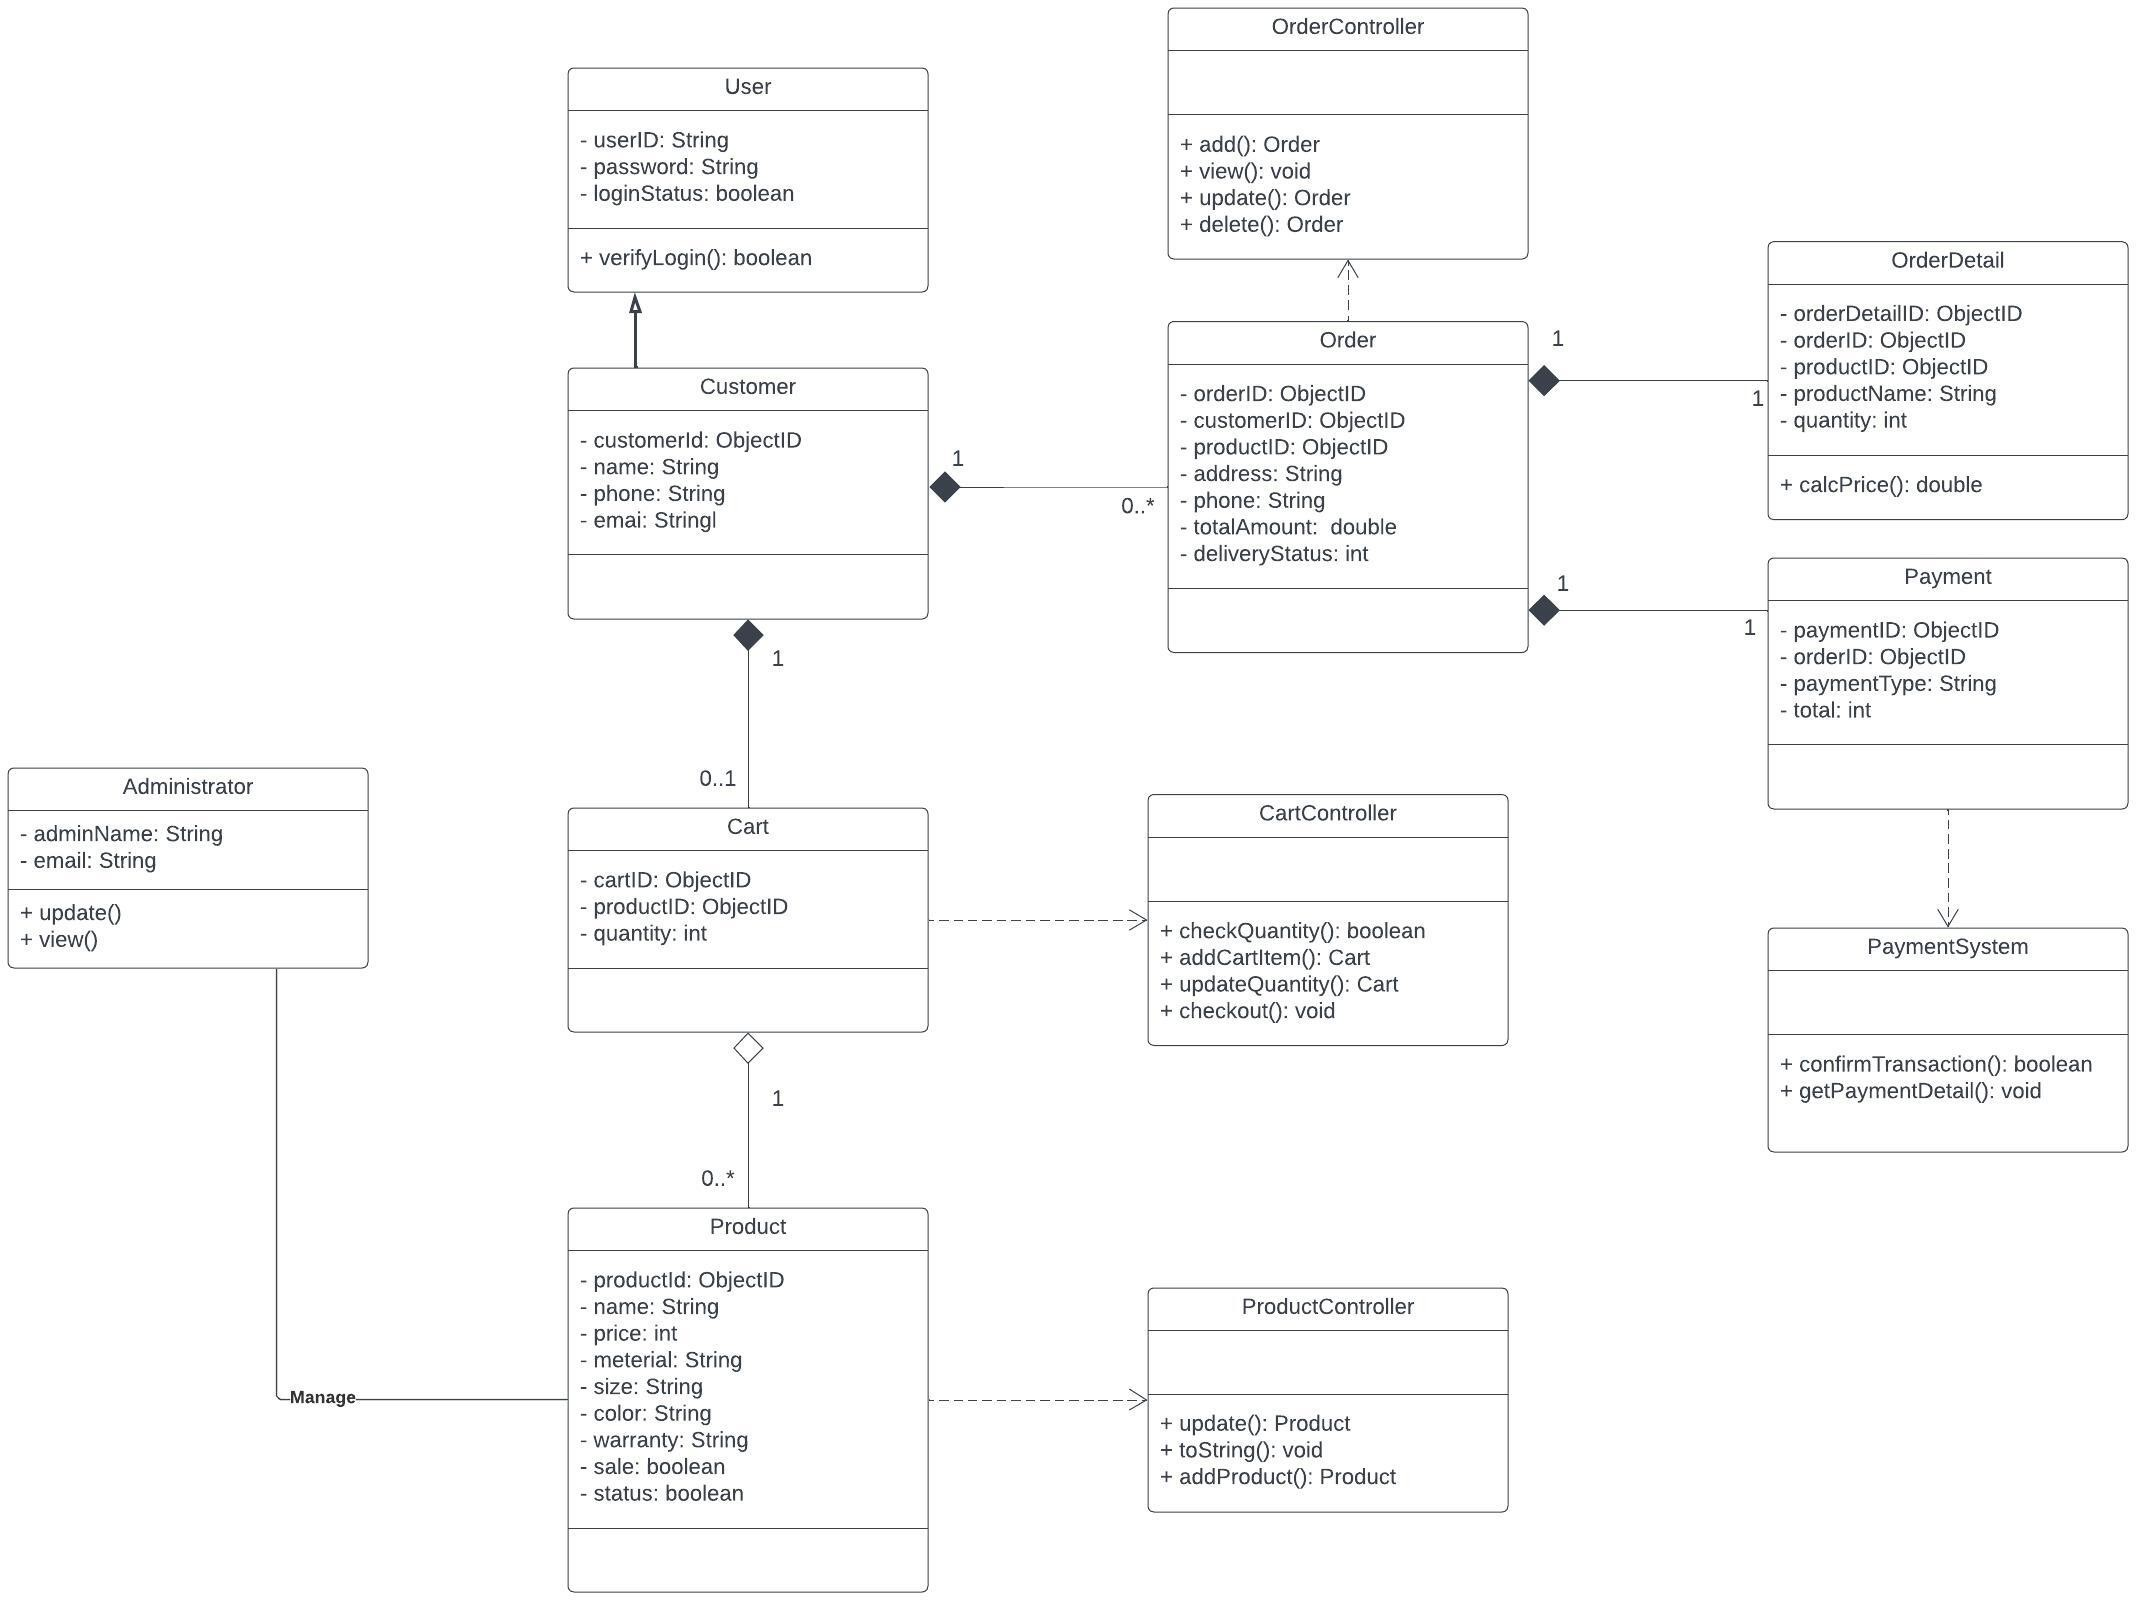 OrderController
+ add(): Order
+ view(): void
+ update(): Order
+ delete(): Order
User
- userID: String
- password: String
- loginStatus: boolean
+ verifyLogin(): boolean
OrderDetail
- orderDetailID: ObjectID
- orderID: ObjectID
- productID: ObjectID
- productName: String
- quantity: int
+ calcPrice(): double
Order
- orderID: ObjectID
- customerID: ObjectID
- productID: ObjectID
- address: String
- phone: String
- totalAmount:  double
- deliveryStatus: int
1
1
Customer
- customerId: ObjectID
- name: String
- phone: String
- emai: Stringl
1
0..*
1
1
Payment
- paymentID: ObjectID
- orderID: ObjectID
- paymentType: String
- total: int
1
0..1
Administrator
- adminName: String
- email: String
+ update()
+ view()
Cart
- cartID: ObjectID
- productID: ObjectID
- quantity: int
CartController
+ checkQuantity(): boolean
+ addCartItem(): Cart
+ updateQuantity(): Cart
+ checkout(): void
PaymentSystem
+ confirmTransaction(): boolean
+ getPaymentDetail(): void
1
0..*
Product
- productId: ObjectID
- name: String
- price: int
- meterial: String
- size: String
- color: String
- warranty: String
- sale: boolean
- status: boolean
Manage
ProductController
+ update(): Product
+ toString(): void
+ addProduct(): Product